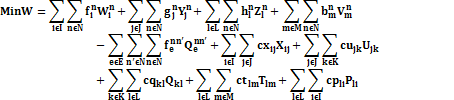 MinW = ∑_{i∈I} ∑_{n∈N} f_i^n W_i^n + ∑_{j∈J} ∑_{n∈N} g_j^n Y_j^n + ∑_{l∈L} ∑_{n∈N} h_l^n Z_l^n + ∑_{m∈M} ∑_{n∈N} b_m^n V_m^n
− ∑_{e∈E} ∑_{n′∈N} ∑_{n∈N} f_e^{nn′} Q_e^{nn′} + ∑_{i∈I} ∑_{j∈J} cx_{ij} X_{ij} + ∑_{j∈J} ∑_{k∈K} cu_{jk} U_{jk}
+ ∑_{k∈K} ∑_{l∈L} cq_{kl} Q_{kl} + ∑_{l∈L} ∑_{m∈M} ct_{lm} T_{lm} + ∑_{l∈L} ∑_{i∈I} cp_{li} P_{li}